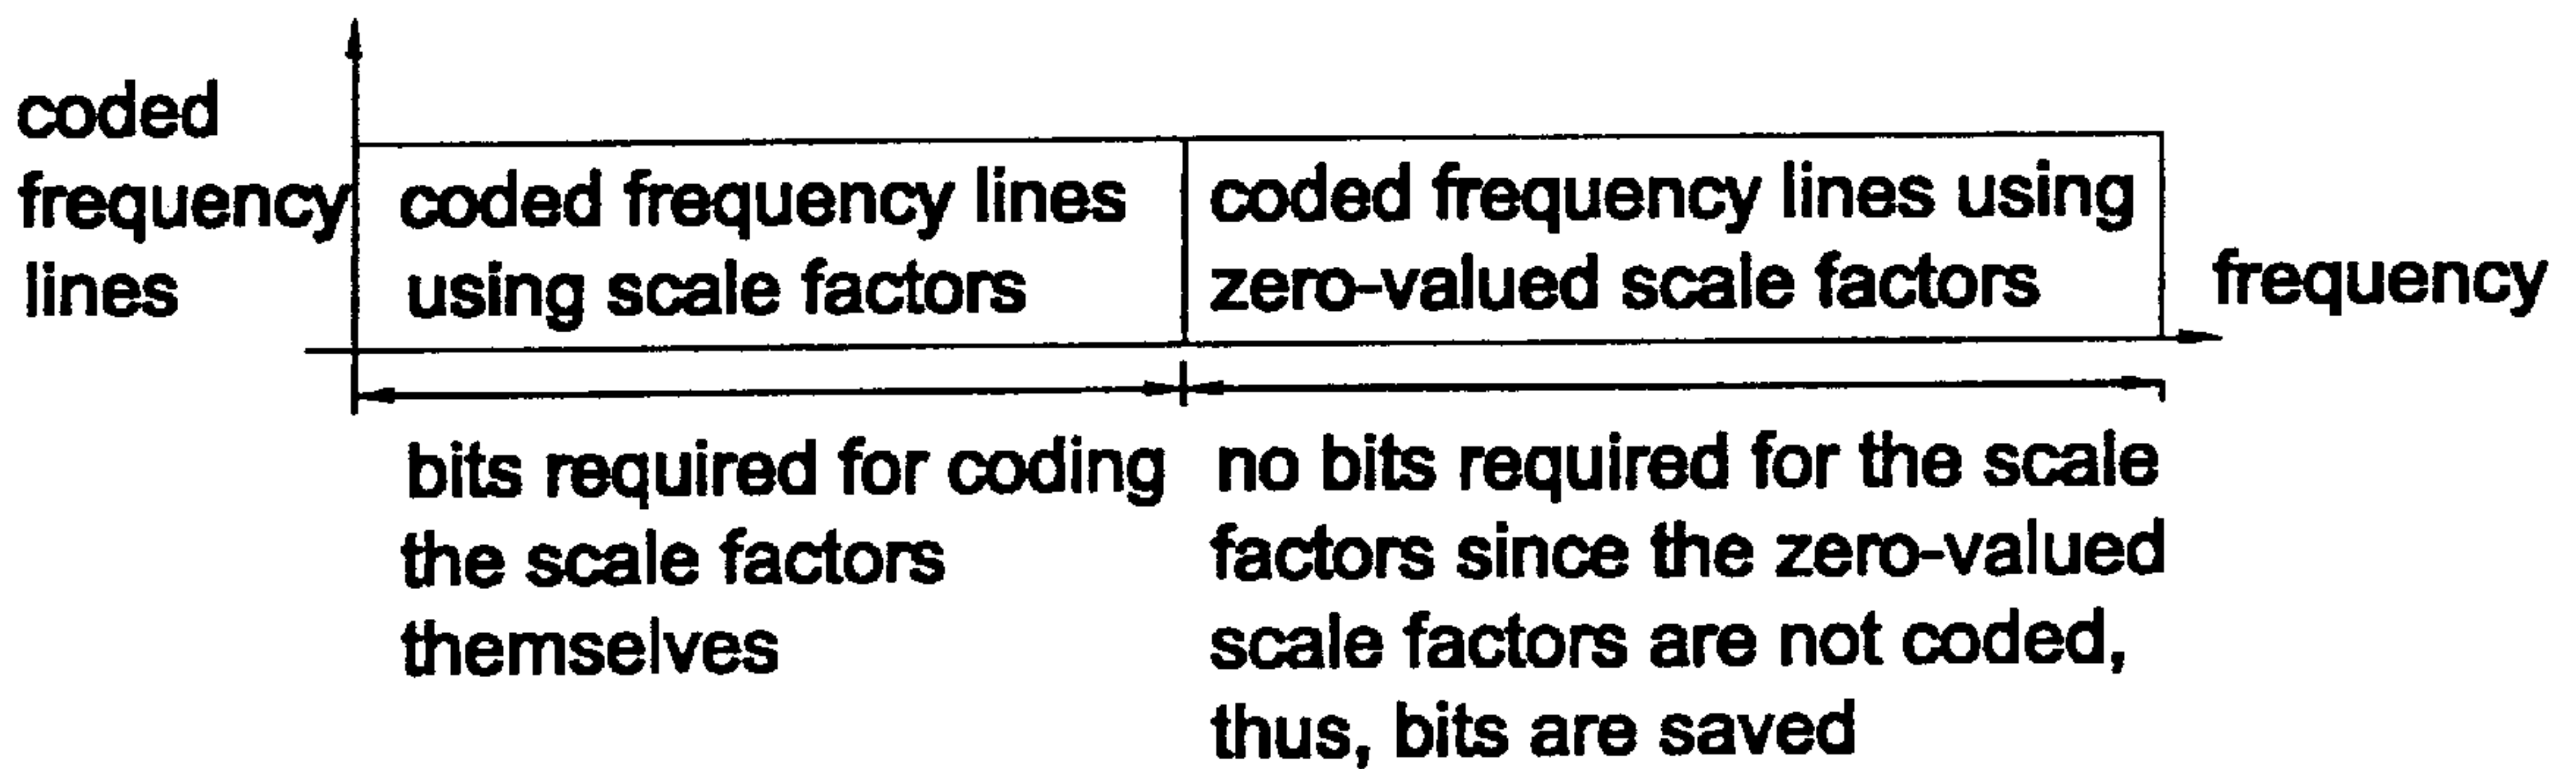 coded
frequency
lines
coded frequency lines
using scale factors
coded frequency lines using
zero-valued scale factors
frequency
bits required for coding
the scale factors
themselves
no bits required for the scale
factors since the zero-valued
scale factors are not coded,
thus, bits are saved